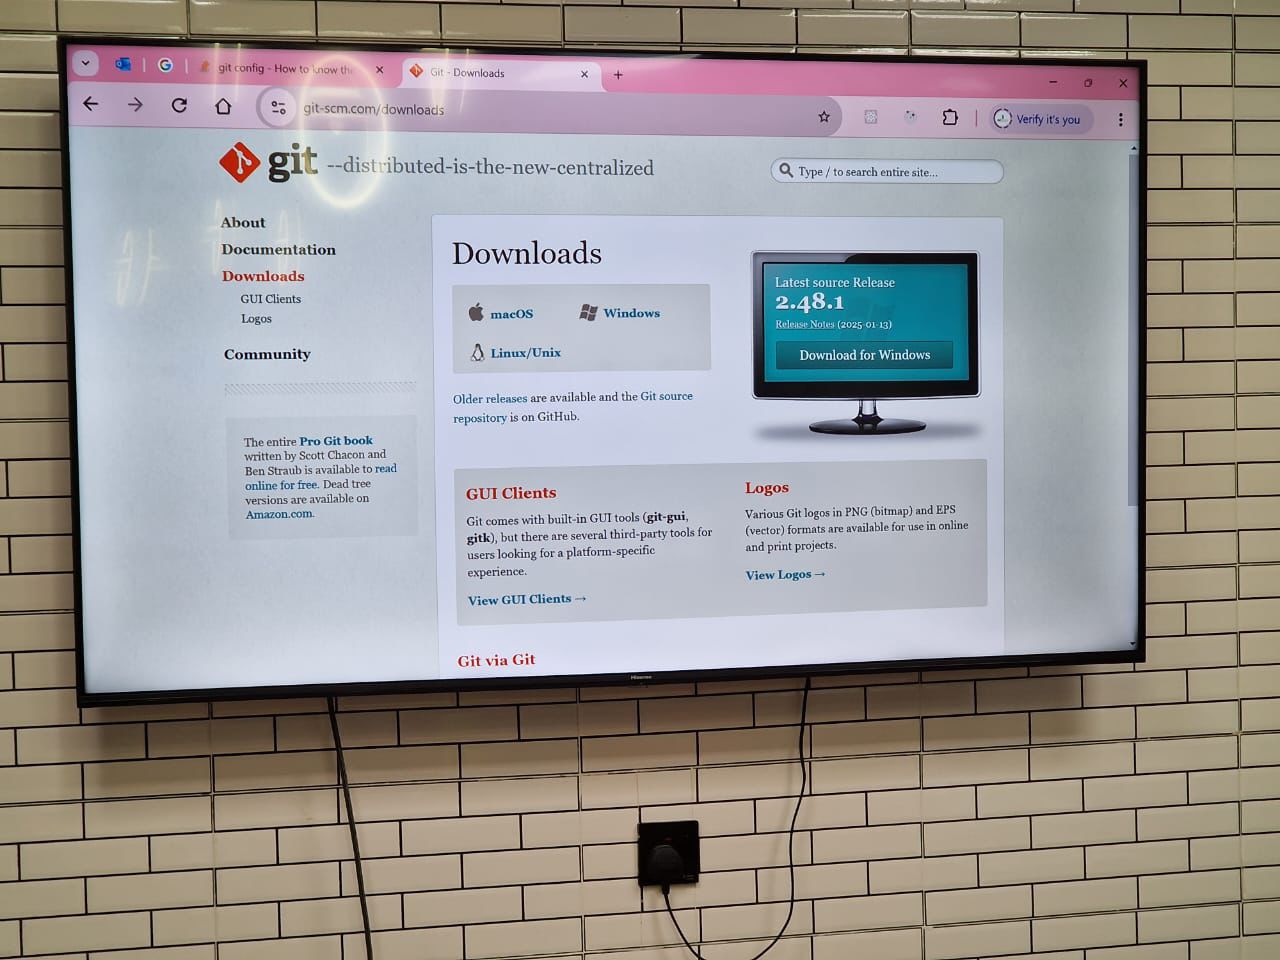 git config - How to know the
Git - Downloads
git-scm.com/downloads
Verify it's you
git --distributed-is-the-new-centralized
Type / to search entire site...
About
Documentation
Downloads
GUI Clients
Logos
Community
The entire Pro Git book
written by Scott Chacon and
Ben Straub is available to read
online for free. Dead tree
versions are available on
Amazon.com.
Downloads
macOS
Windows
Linux/Unix
Older releases are available and the Git source
repository is on GitHub.
Latest source Release
2.48.1
Release Notes (2025-01-13)
Download for Windows
GUI Clients
Git comes with built-in GUI tools (git-gui,
gitk), but there are several third-party tools for
users looking for a platform-specific
experience.
View GUI Clients →
Logos
Various Git logos in PNG (bitmap) and EPS
(vector) formats are available for use in online
and print projects.
View Logos →
Git via Git
Hisense